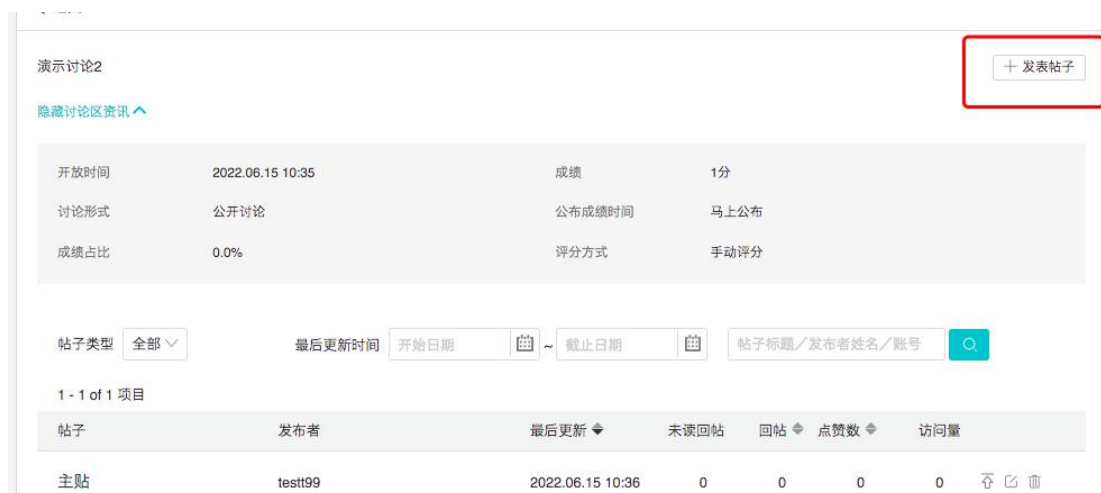 演示讨论2
+ 发表帖子
隐藏讨论区资讯
开放时间 2022.06.15 10:35 成绩 1分
讨论形式 公开讨论 公布成绩时间 马上公布
成绩占比 0.0% 评分方式 手动评分
帖子类型 全部 最后更新时间 开始日期 ~ 截止日期 帖子标题/发布者姓名/账号
1 - 1 of 1 项目
帖子 发布者 最后更新 未读回帖 回帖 点赞数 访问量
主贴 testt99 2022.06.15 10:36 0 0 0 0